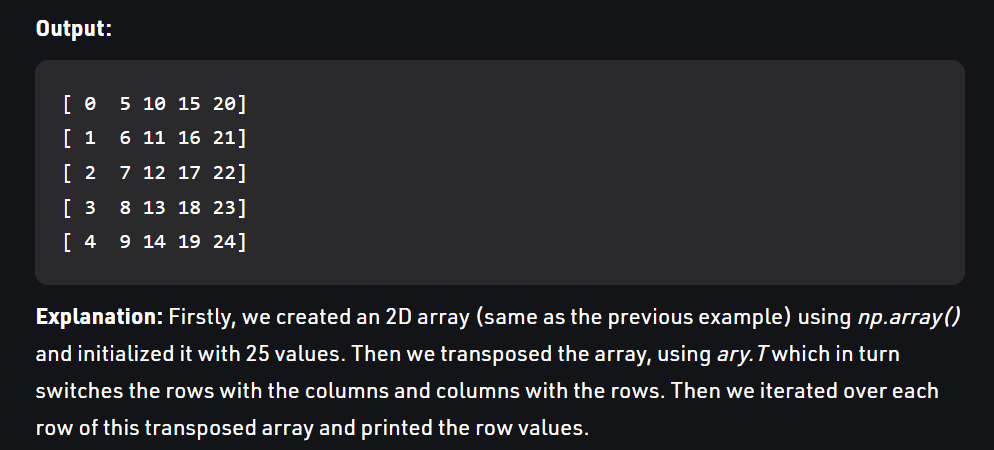 Output:
[ 0  5 10 15 20]
[ 1  6 11 16 21]
[ 2  7 12 17 22]
[ 3  8 13 18 23]
[ 4  9 14 19 24]
Explanation: Firstly, we created an 2D array (same as the previous example) using np.array()
and initialized it with 25 values. Then we transposed the array, using ary.T which in turn
switches the rows with the columns and columns with the rows. Then we iterated over each
row of this transposed array and printed the row values.